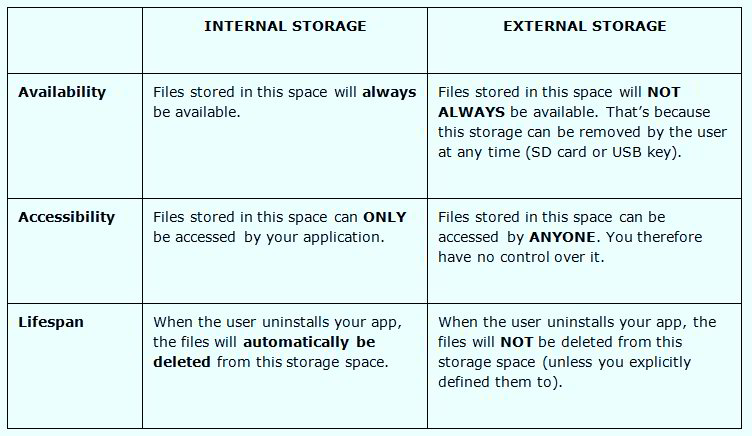 INTERNAL STORAGE
EXTERNAL STORAGE
Availability
Files stored in this space will always
be available.
Files stored in this space will NOT
ALWAYS be available. That's because
this storage can be removed by the user
at any time (SD card or USB key).
Accessibility
Files stored in this space can ONLY
be accessed by your application.
Files stored in this space can be
accessed by ANYONE. You therefore
have no control over it.
Lifespan
When the user uninstalls your app,
the files will automatically be
deleted from this storage space.
When the user uninstalls your app, the
files will NOT be deleted from this
storage space (unless you explicitly
defined them to).